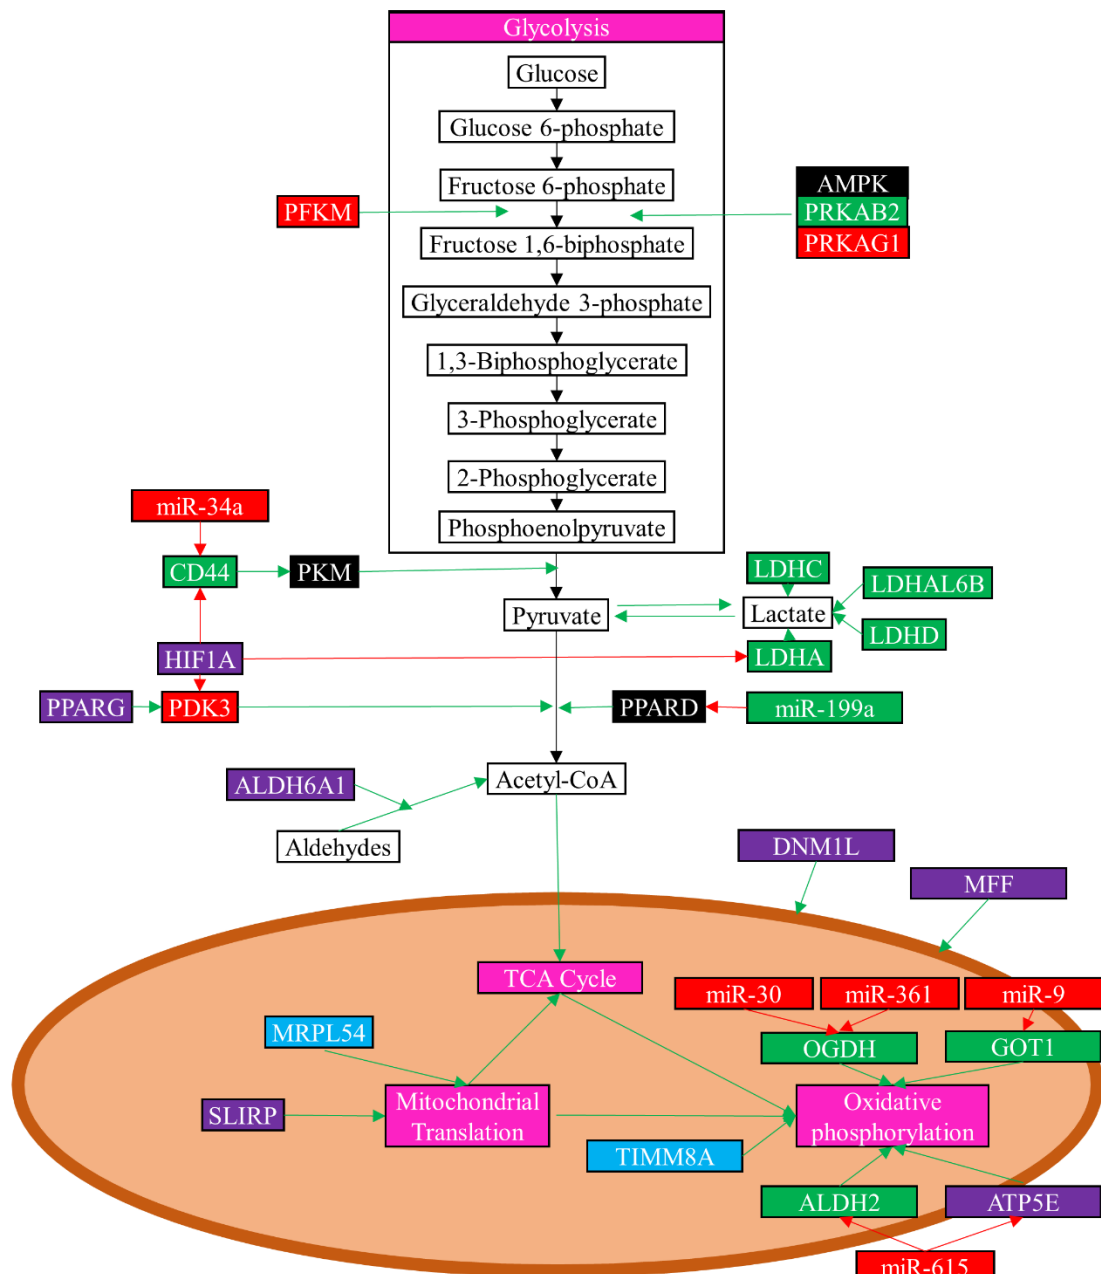 Glycolysis
Glucose
Glucose 6-phosphate
Fructose 6-phosphate
PFKM
AMPK
PRKAB2
PRKAG1
Fructose 1,6-biphosphate
Glyceraldehyde 3-phosphate
1,3-Biphosphoglycerate
3-Phosphoglycerate
2-Phosphoglycerate
Phosphoenolpyruvate
miR-34a
CD44
PKM
LDHC
LDHAL6B
Pyruvate
Lactate
LDHD
HIF1A
LDHA
PPARG
PDK3
PPARD
miR-199a
ALDH6A1
Acetyl-CoA
Aldehydes
DNM1L
MFF
TCA Cycle
miR-30
miR-361
miR-9
MRPL54
OGDH
GOT1
SLIRP
Mitochondrial
Translation
Oxidative
phosphorylation
TIMM8A
ALDH2
ATP5E
miR-615